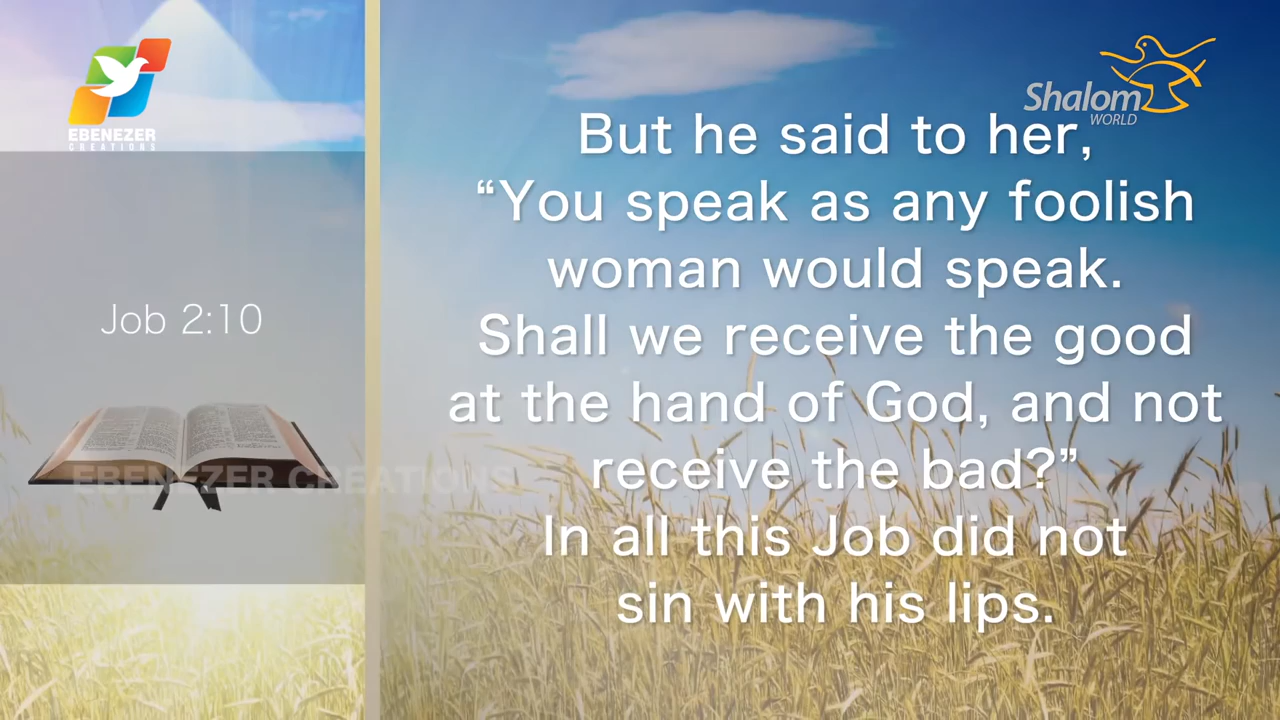 EBENEZER
CREATIONS
Job 2:10
EBENEZER CREATIONS
Shalom
WORLD
But he said to her,
“You speak as any foolish
woman would speak.
Shall we receive the good
at the hand of God, and not
receive the bad?”
In all this Job did not
sin with his lips.